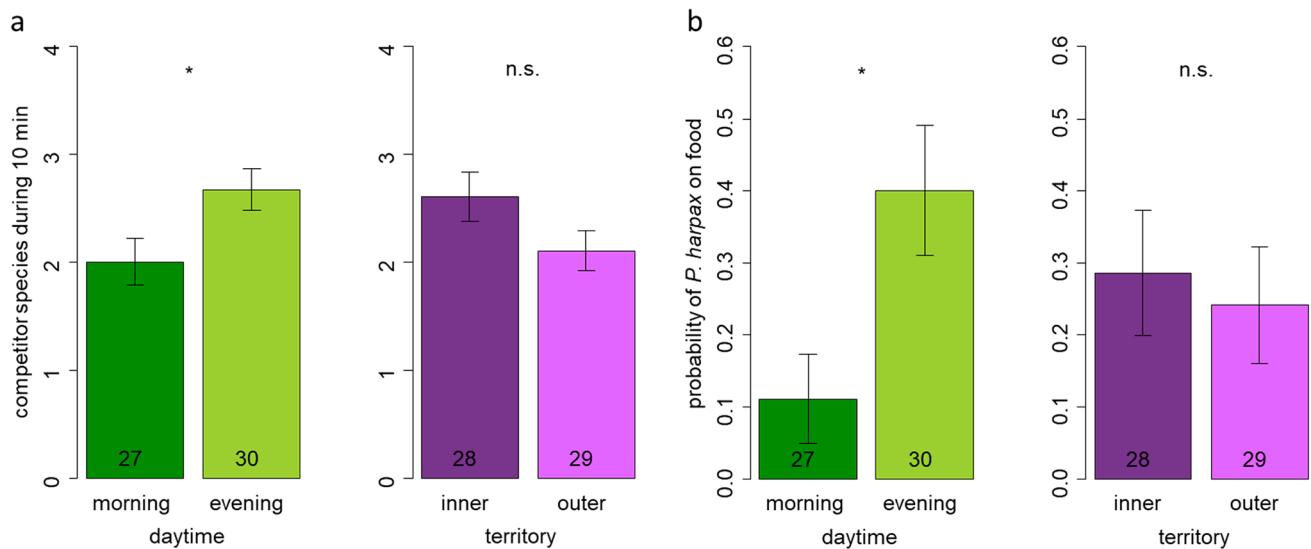 a
competitor species during 10 min
4
3
2
1
0
*
27
30
morning evening
daytime
4
3
2
1
0
n.s.
28
29
inner outer
territory
b
probability of P. harpax on food
0.6
0.5
0.4
0.3
0.2
0.1
0.0
*
27
30
morning evening
daytime
0.6
0.5
0.4
0.3
0.2
0.1
0.0
n.s.
28
29
inner outer
territory